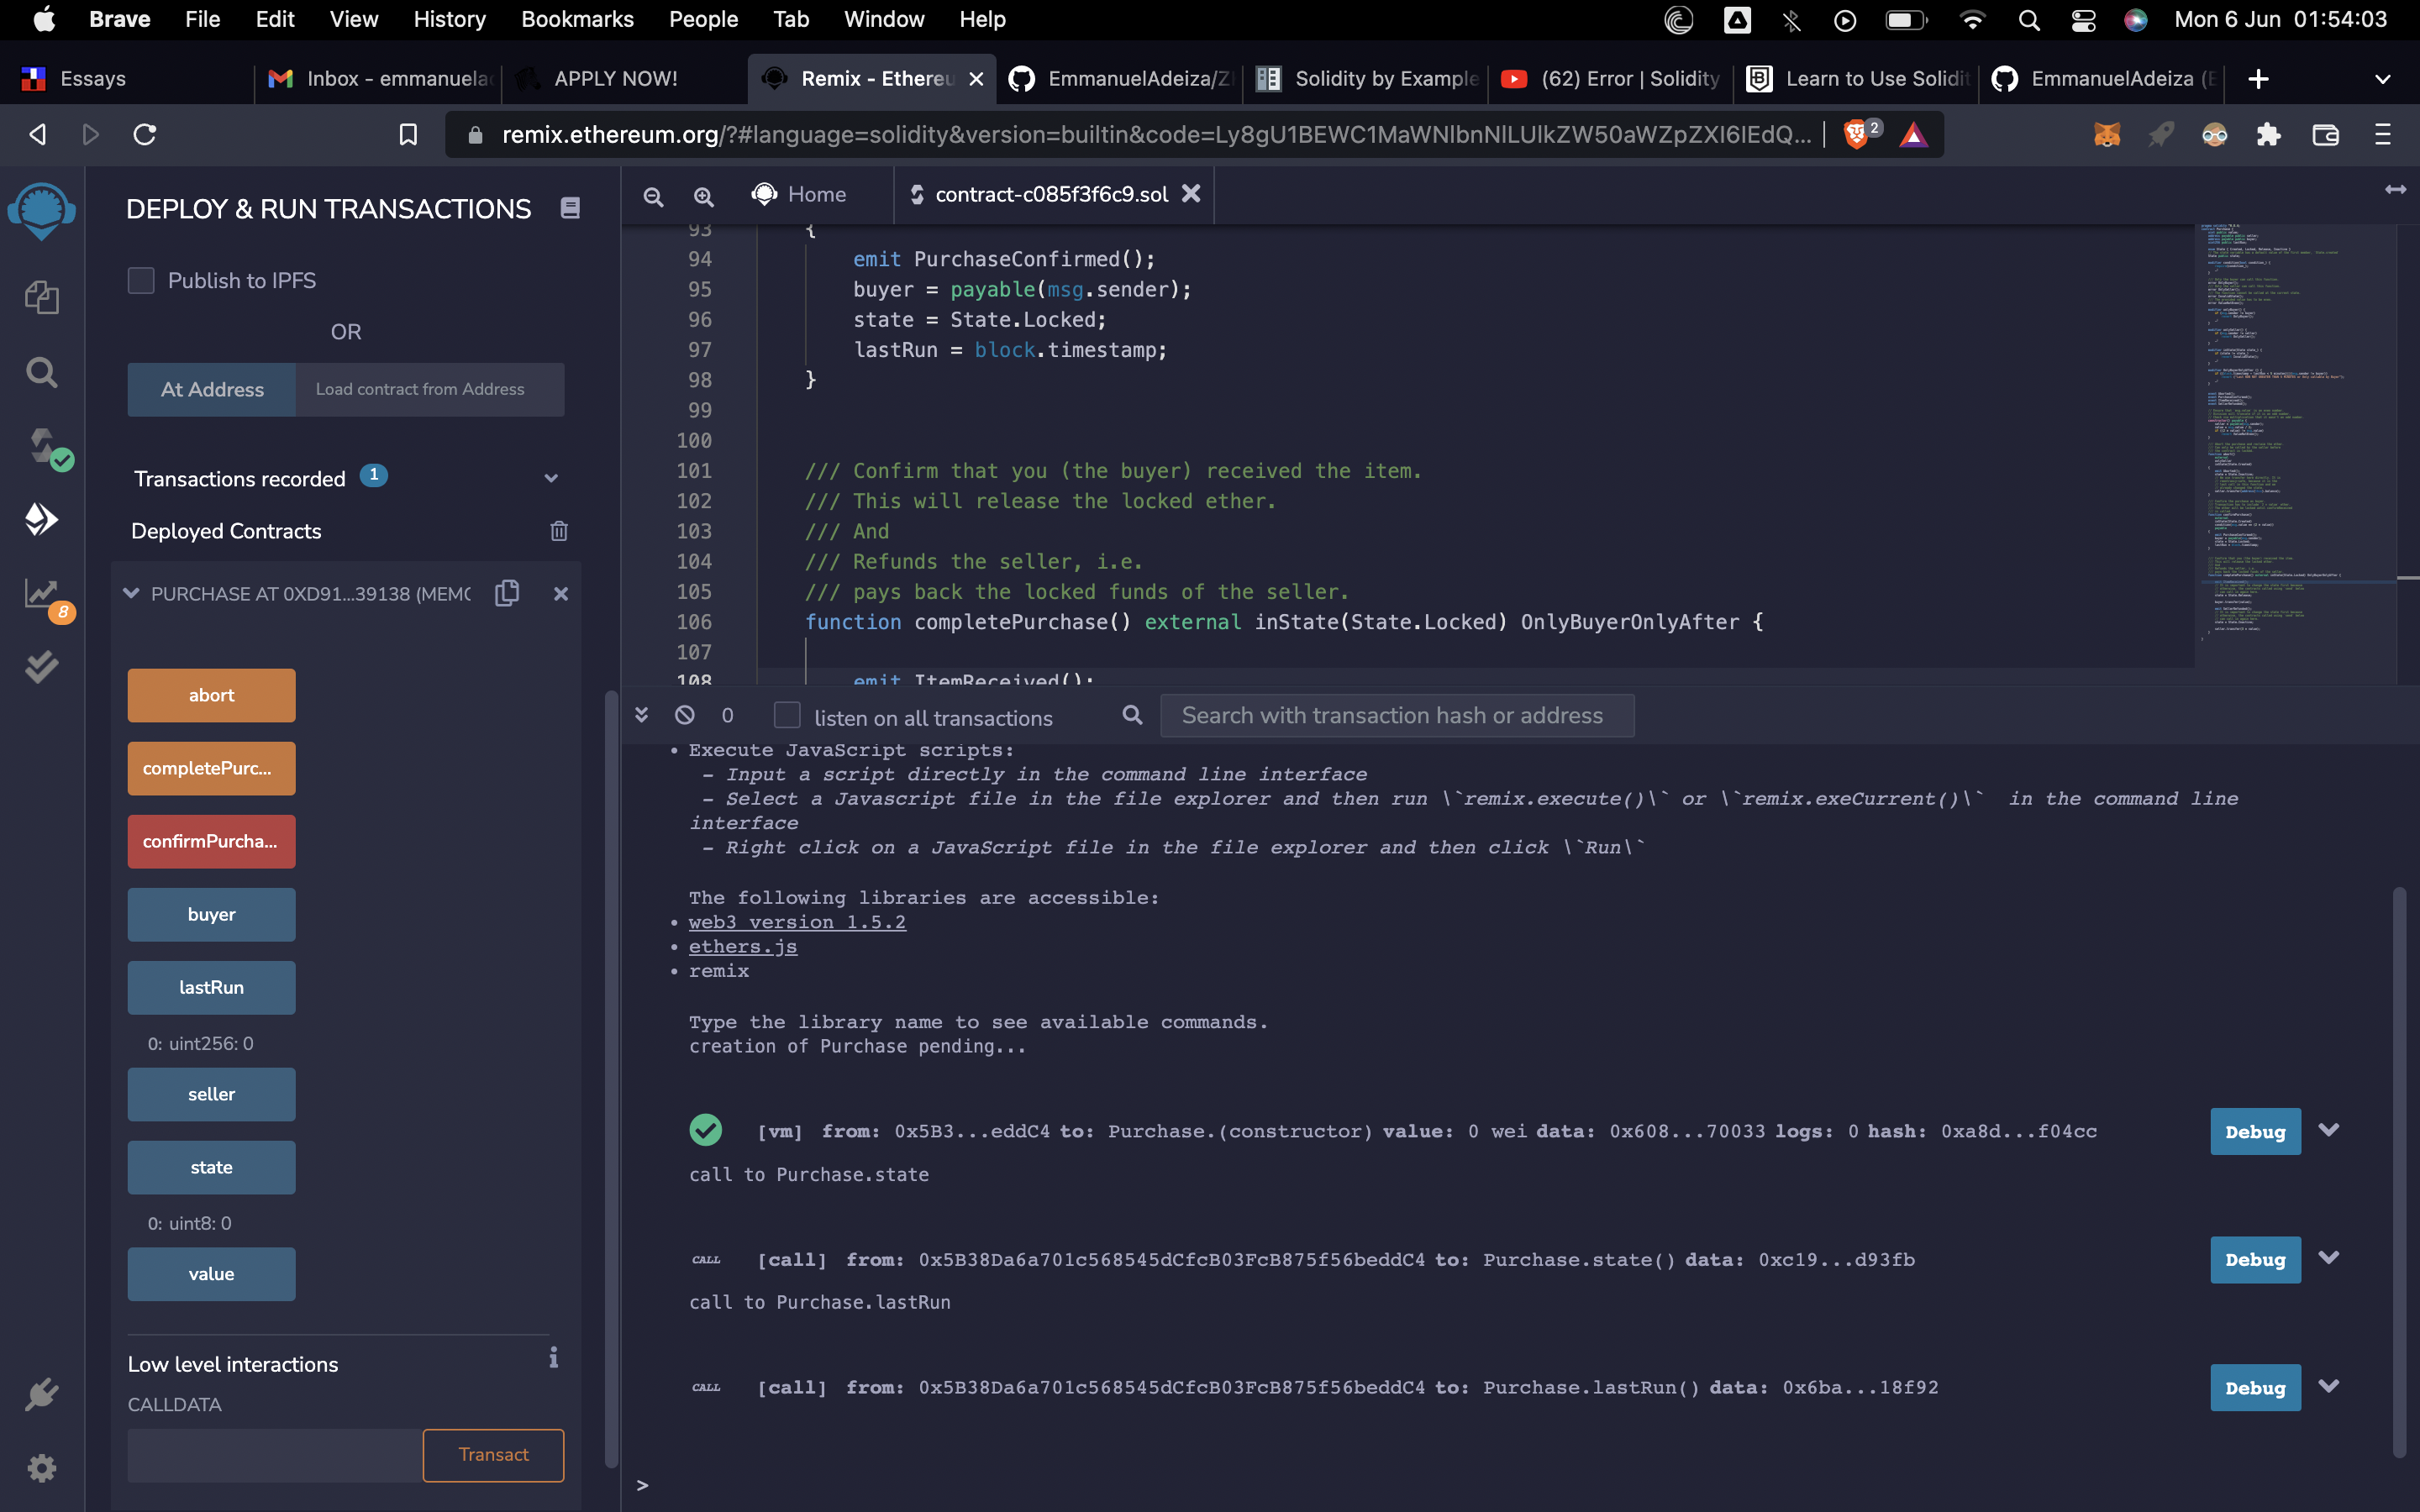 Brave File Edit View History Bookmarks People Tab Window Help Mon 6 Jun 01:54:03
Essays Inbox - emmanuelac APPLY NOW! Remix - Ethereu EmmanuelAdeiza/Z Solidity by Example (62) Error | Solidity Learn to Use Solidit EmmanuelAdeiza (E
remix.ethereum.org/?#language=solidity&version=builtin&code=Ly8gU1BEWC1MaWNlbnNlLUlkZW50aWZpZXI6IEdQ... 2
DEPLOY & RUN TRANSACTIONS
Publish to IPFS
OR
At Address Load contract from Address
Transactions recorded 1
Deployed Contracts
PURCHASE AT 0XD91...39138 (MEMO
8
abort
completePurc...
confirmPurcha...
buyer
lastRun
0: uint256: 0
seller
state
0: uint8: 0
value
Low level interactions
CALLDATA
Transact
Home contract-c085f3f6c9.sol
93 {
94 emit PurchaseConfirmed();
95 buyer = payable(msg.sender);
96 state = State.Locked;
97 lastRun = block.timestamp;
98 }
99
100
101 /// Confirm that you (the buyer) received the item.
102 /// This will release the locked ether.
103 /// And
104 /// Refunds the seller, i.e.
105 /// pays back the locked funds of the seller.
106 function completePurchase() external inState(State.Locked) OnlyBuyerOnlyAfter {
107
108 emit ItemReceived();
0 listen on all transactions Search with transaction hash or address
• Execute JavaScript scripts:
- Input a script directly in the command line interface
- Select a Javascript file in the file explorer and then run \`remix.execute()\` or \`remix.exeCurrent()\` in the command line
interface
- Right click on a JavaScript file in the file explorer and then click \`Run\`
The following libraries are accessible:
• web3 version 1.5.2
• ethers.js
• remix
Type the library name to see available commands.
creation of Purchase pending...
[vm] from: 0x5B3...eddC4 to: Purchase.(constructor) value: 0 wei data: 0x608...70033 logs: 0 hash: 0xa8d...f04cc Debug
call to Purchase.state
CALL [call] from: 0x5B38Da6a701c568545dCfcB03FcB875f56beddC4 to: Purchase.state() data: 0xc19...d93fb Debug
call to Purchase.lastRun
CALL [call] from: 0x5B38Da6a701c568545dCfcB03FcB875f56beddC4 to: Purchase.lastRun() data: 0x6ba...18f92 Debug
>